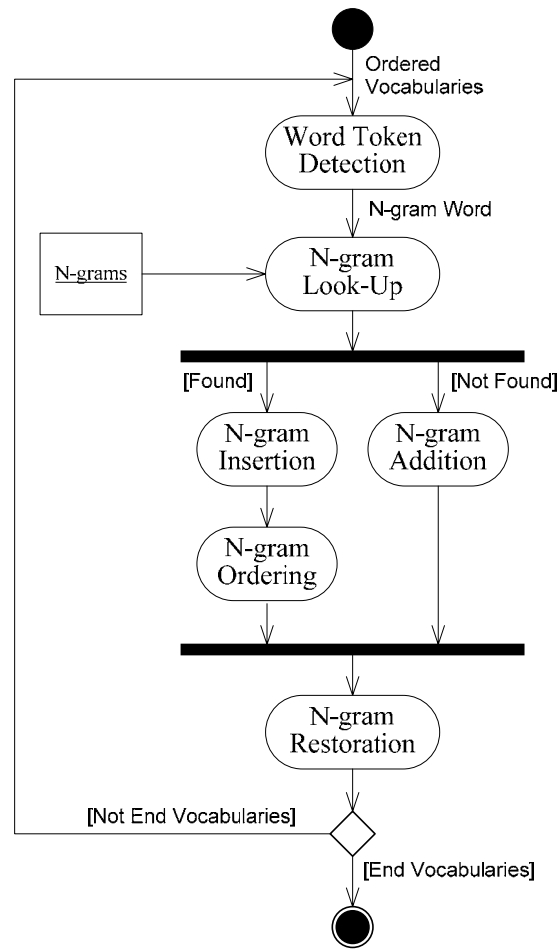 Ordered
Vocabularies
Word Token
Detection
N-gram Word
N-grams
N-gram
Look-Up
[Found]
[Not Found]
N-gram
Insertion
N-gram
Addition
N-gram
Ordering
N-gram
Restoration
[Not End Vocabularies]
[End Vocabularies]